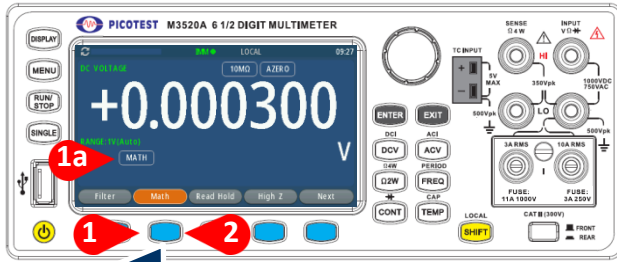 PICOTEST M3520A 6 1/2 DIGIT MULTIMETER
DISPLAY
MENU
RUN/
STOP
SINGLE
LOCAL
09:27
DC VOLTAGE
10MΩ
AZERO
+0.000300
V
RANGE:1V(Auto)
MATH
Filter
Math
Read Hold
High Z
Next
1a
1
2
ENTER
EXIT
DCI
ACI
DCV
ACV
Ω4W
PERIOD
Ω2W
FREQ
CAP
CONT
TEMP
LOCAL
SHIFT
TC INPUT
+
−
5V
MAX
500Vpk
SENSE
Ω 4 W
INPUT
V Ω
HI
350Vpk
1000VDC
750VAC
LO
500Vpk
3A RMS
10A RMS
I
FUSE:
11A 1000V
FUSE:
3A 250V
CAT II (300V)
FRONT
REAR